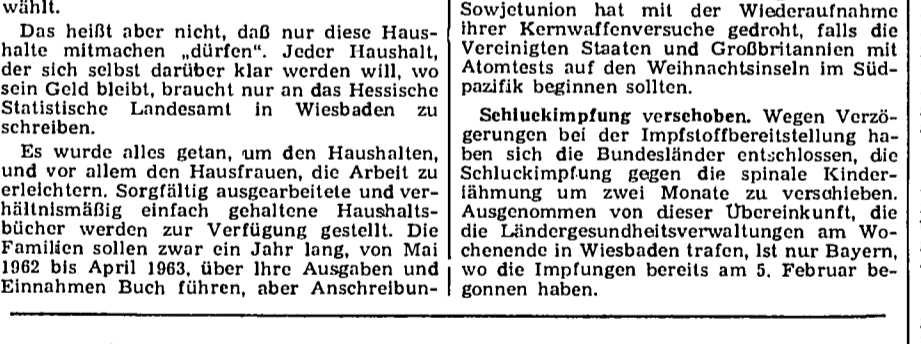 wählt.
Das heißt aber nicht, daß nur diese Haus-
halte mitmachen „dürfen“. Jeder Haushalt,
der sich selbst darüber klar werden will, wo
sein Geld bleibt, braucht nur an das Hessische
Statistische Landesamt in Wiesbaden zu
schreiben.
Es wurde alles getan, um den Haushalten,
und vor allem den Hausfrauen, die Arbeit zu
erleichtern. Sorgfältig ausgearbeitete und ver-
hältnismäßig einfach gehaltene Haushalts-
bücher werden zur Verfügung gestellt. Die
Familien sollen zwar ein Jahr lang, von Mai
1962 bis April 1963, über Ihre Ausgaben und
Einnahmen Buch führen, aber Anschreibun-
Sowjetunion hat mit der Wiederaufnahme
ihrer Kernwaffenversuche gedroht, falls die
Vereinigten Staaten und Großbritannien mit
Atomtests auf den Weihnachtsinseln im Süd-
pazifik beginnen sollten.
Schluckimpfung verschoben. Wegen Verzö-
gerungen bei der Impfstoffbereitstellung ha-
ben sich die Bundesländer entschlossen, die
Schluckimpfung gegen die spinale Kinder-
lähmung um zwei Monate zu verschieben.
Ausgenommen von dieser Übereinkunft, die
die Ländergesundheitsverwaltungen am Wo-
chenende in Wiesbaden trafen, Ist nur Bayern,
wo die Impfungen bereits am 5. Februar be-
gonnen haben.